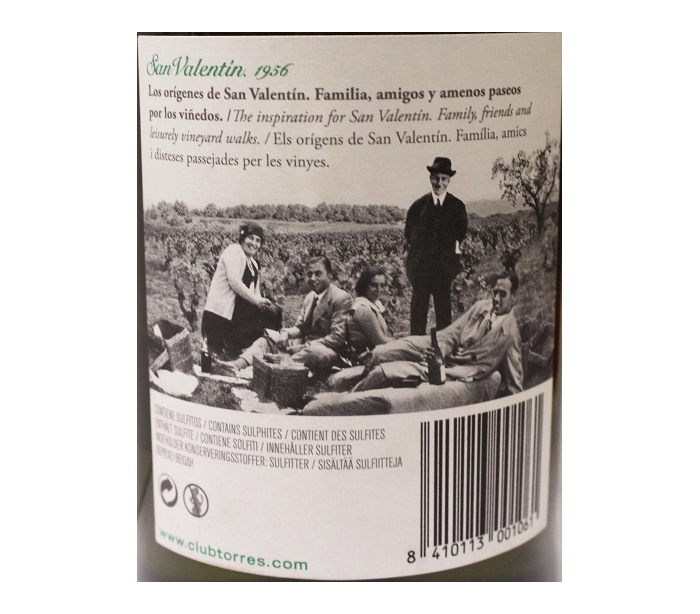 San Valentín. 1956
Los orígenes de San Valentín. Familia, amigos y amenos paseos
por los viñedos. / The inspiration for San Valentín. Family, friends and
leisurely vineyard walks. / Els orígens de San Valentín. Família, amics
i disteses passejades per les vinyes.
CONTIENE SULFITOS / CONTAINS SULPHITES / CONTIENT DES SULFITES
ENTHÄLT SULFITE / CONTIENE SOLFITI / INNEHÅLLER SULFITER
INDEHOLDER KONSERVERINGSSTOFFER: SULFITTER / SISÄLTÄÄ SULFIITTEJA
www.clubtorres.com
8 410113 001061